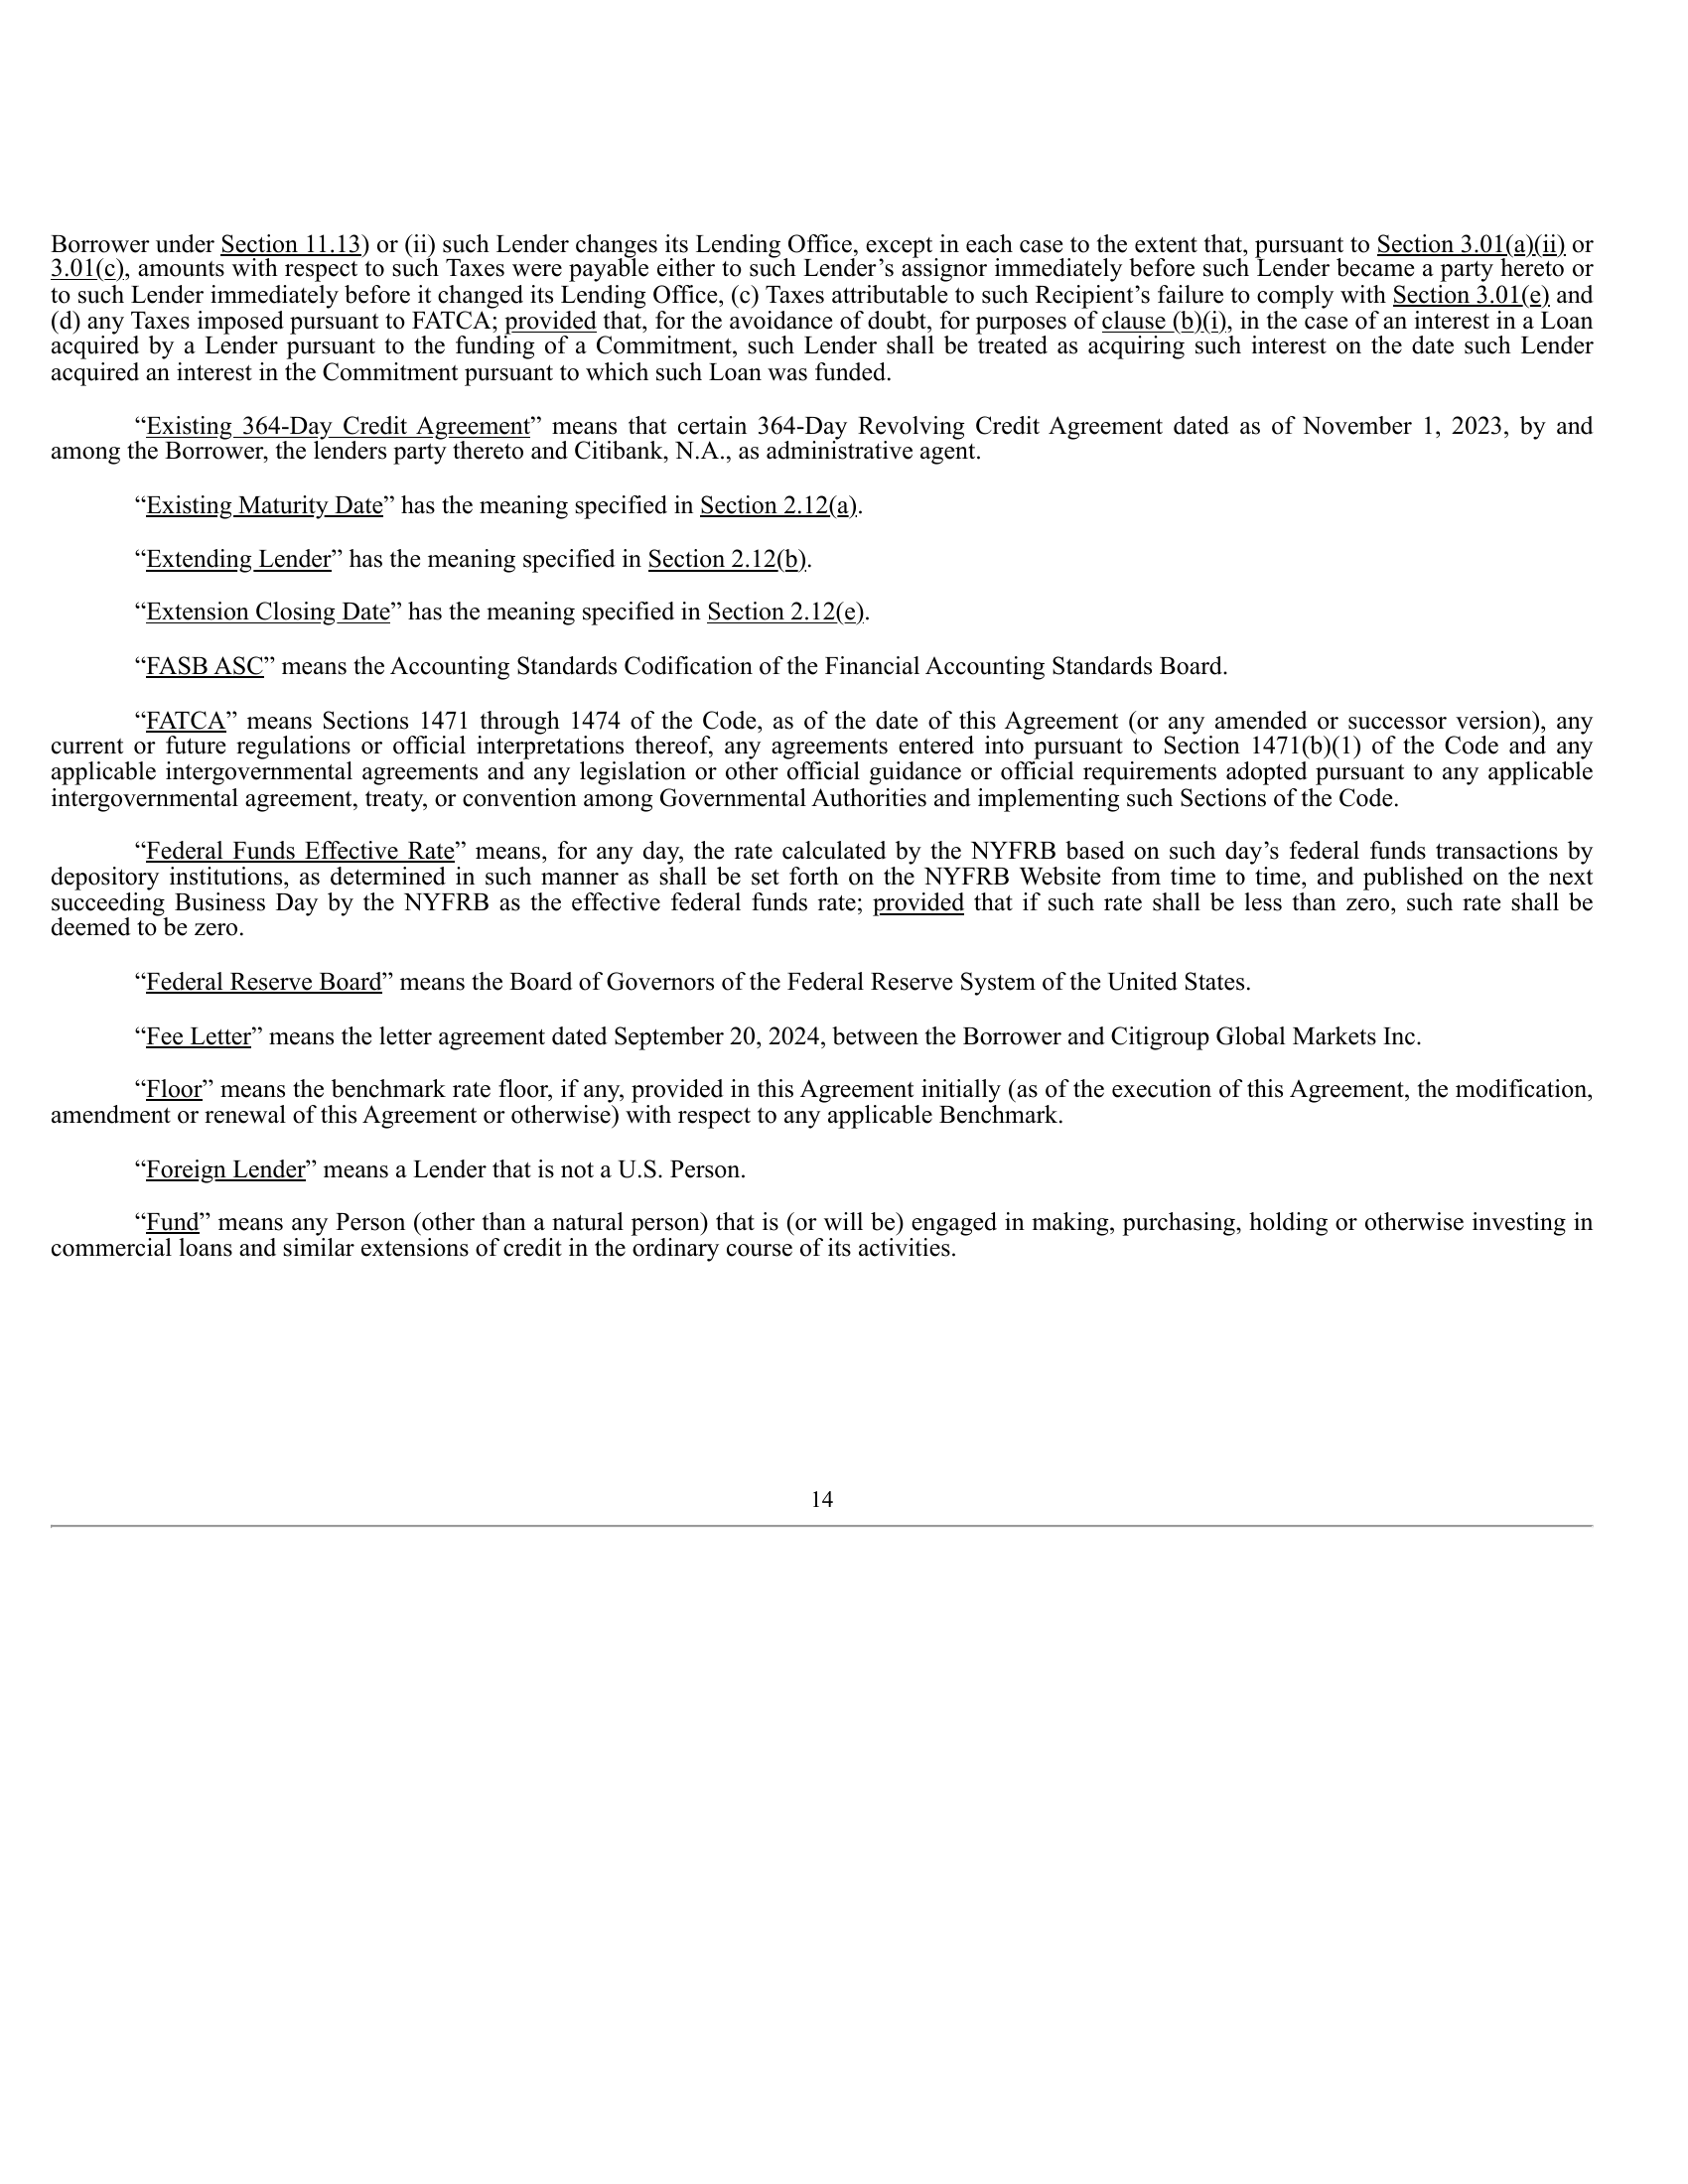 Borrower under Section 11.13) or (ii) such Lender changes its Lending Office, except in each case to the extent that, pursuant to Section 3.01(a)(ii) or
3.01(c), amounts with respect to such Taxes were payable either to such Lender’s assignor immediately before such Lender became a party hereto or
to such Lender immediately before it changed its Lending Office, (c) Taxes attributable to such Recipient’s failure to comply with Section 3.01(e) and
(d) any Taxes imposed pursuant to FATCA; provided that, for the avoidance of doubt, for purposes of clause (b)(i), in the case of an interest in a Loan
acquired by a Lender pursuant to the funding of a Commitment, such Lender shall be treated as acquiring such interest on the date such Lender
acquired an interest in the Commitment pursuant to which such Loan was funded.
“Existing 364-Day Credit Agreement” means that certain 364-Day Revolving Credit Agreement dated as of November 1, 2023, by and
among the Borrower, the lenders party thereto and Citibank, N.A., as administrative agent.
“Existing Maturity Date” has the meaning specified in Section 2.12(a).
“Extending Lender” has the meaning specified in Section 2.12(b).
“Extension Closing Date” has the meaning specified in Section 2.12(e).
“FASB ASC” means the Accounting Standards Codification of the Financial Accounting Standards Board.
“FATCA” means Sections 1471 through 1474 of the Code, as of the date of this Agreement (or any amended or successor version), any
current or future regulations or official interpretations thereof, any agreements entered into pursuant to Section 1471(b)(1) of the Code and any
applicable intergovernmental agreements and any legislation or other official guidance or official requirements adopted pursuant to any applicable
intergovernmental agreement, treaty, or convention among Governmental Authorities and implementing such Sections of the Code.
“Federal Funds Effective Rate” means, for any day, the rate calculated by the NYFRB based on such day’s federal funds transactions by
depository institutions, as determined in such manner as shall be set forth on the NYFRB Website from time to time, and published on the next
succeeding Business Day by the NYFRB as the effective federal funds rate; provided that if such rate shall be less than zero, such rate shall be
deemed to be zero.
“Federal Reserve Board” means the Board of Governors of the Federal Reserve System of the United States.
“Fee Letter” means the letter agreement dated September 20, 2024, between the Borrower and Citigroup Global Markets Inc.
“Floor” means the benchmark rate floor, if any, provided in this Agreement initially (as of the execution of this Agreement, the modification,
amendment or renewal of this Agreement or otherwise) with respect to any applicable Benchmark.
“Foreign Lender” means a Lender that is not a U.S. Person.
“Fund” means any Person (other than a natural person) that is (or will be) engaged in making, purchasing, holding or otherwise investing in
commercial loans and similar extensions of credit in the ordinary course of its activities.
14